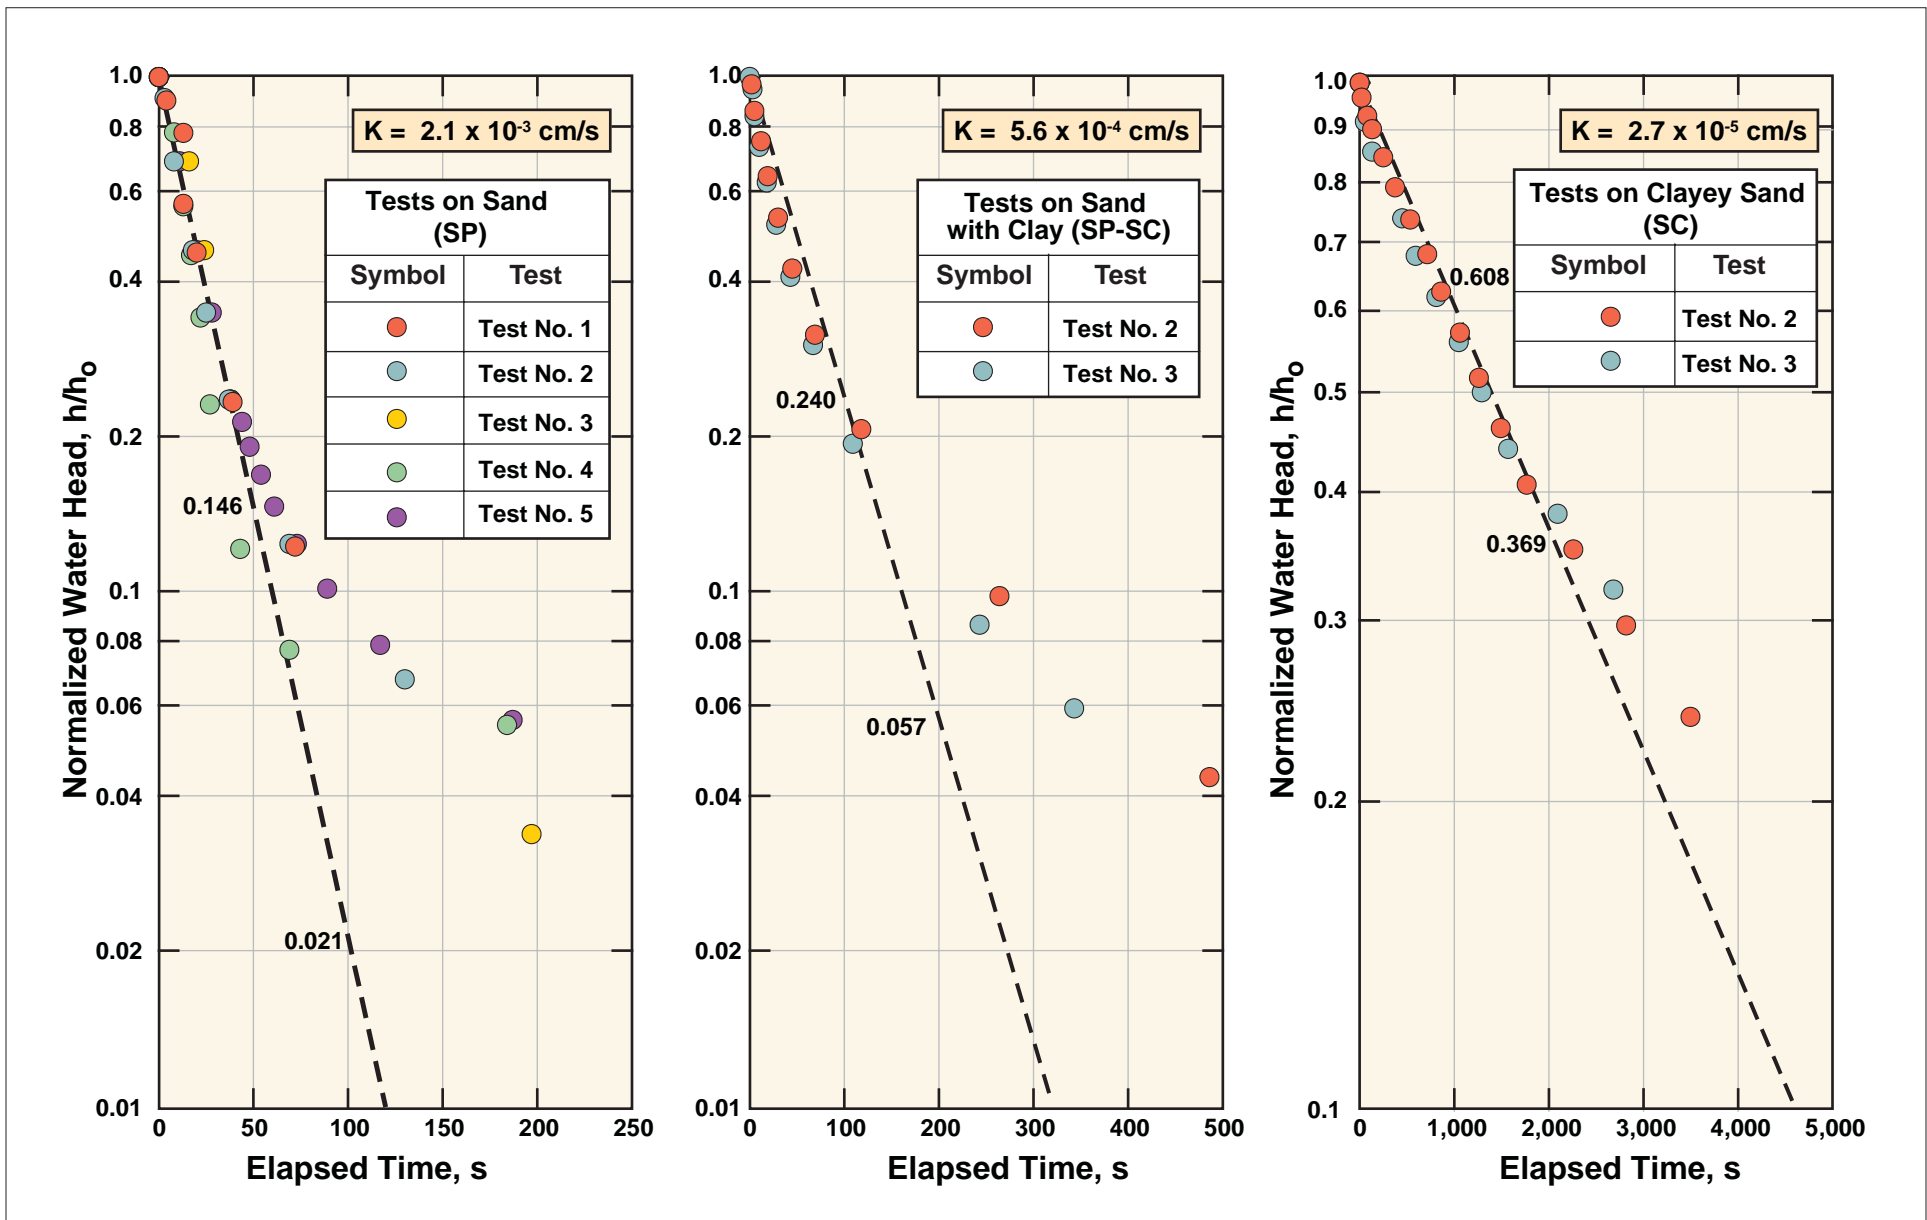 Normalized Water Head, h/ho
1.0
0.8
0.6
0.4
0.2
0.1
0.08
0.06
0.04
0.02
0.01
K = 2.1 x 10-3 cm/s
Tests on Sand
(SP)
Symbol Test
Test No. 1
Test No. 2
Test No. 3
Test No. 4
Test No. 5
0.146
0.021
0 50 100 150 200 250
Elapsed Time, s
1.0
0.8
0.6
0.4
0.2
0.1
0.08
0.06
0.04
0.02
0.01
K = 5.6 x 10-4 cm/s
Tests on Sand
with Clay (SP-SC)
Symbol Test
Test No. 2
Test No. 3
0.240
0.057
0 100 200 300 400 500
Elapsed Time, s
Normalized Water Head, h/ho
1.0
0.9
0.8
0.7
0.6
0.5
0.4
0.3
0.2
0.1
K = 2.7 x 10-5 cm/s
Tests on Clayey Sand
(SC)
Symbol Test
Test No. 2
Test No. 3
0.608
0.369
0 1,000 2,000 3,000 4,000 5,000
Elapsed Time, s